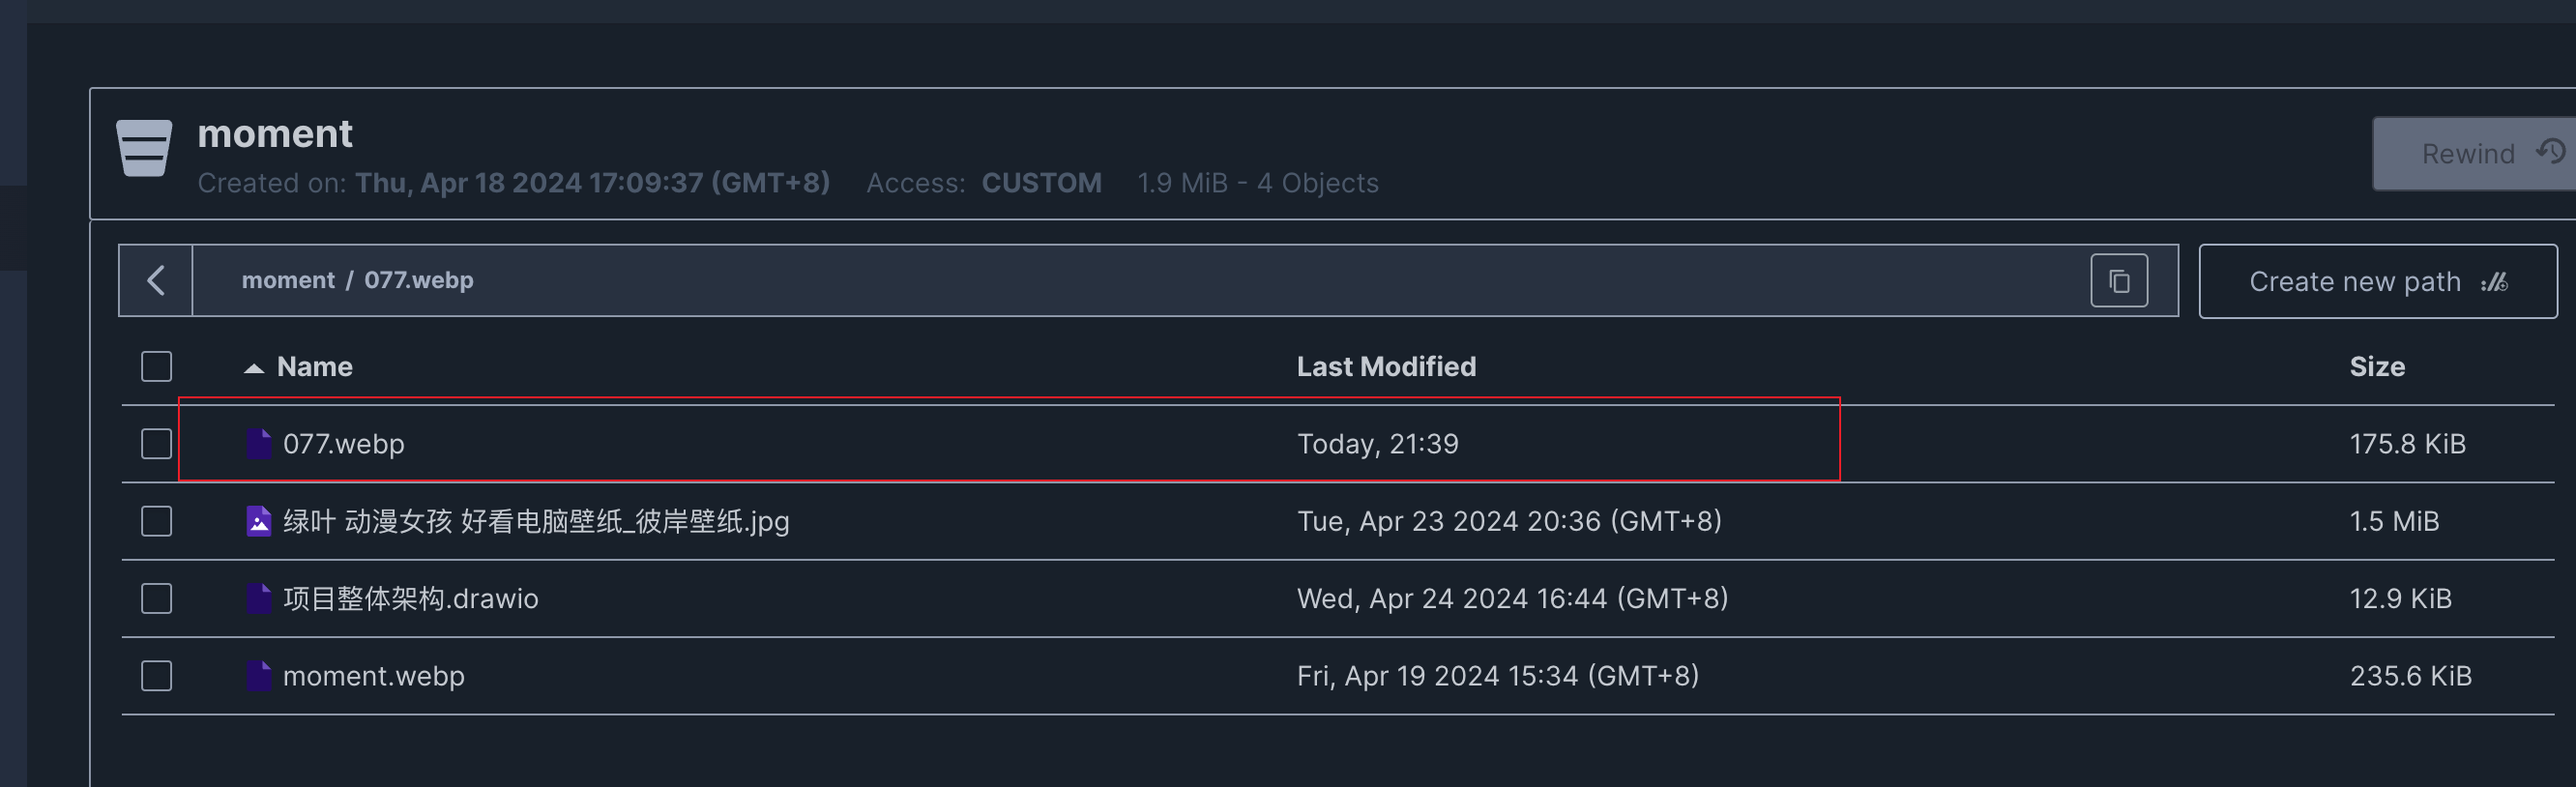 moment
Created on: Thu, Apr 18 2024 17:09:37 (GMT+8) Access: CUSTOM 1.9 MiB - 4 Objects
Rewind
moment / 077.webp
Create new path
Name Last Modified Size
077.webp Today, 21:39 175.8 KiB
绿叶 动漫女孩 好看电脑壁纸_彼岸壁纸.jpg Tue, Apr 23 2024 20:36 (GMT+8) 1.5 MiB
项目整体架构.drawio Wed, Apr 24 2024 16:44 (GMT+8) 12.9 KiB
moment.webp Fri, Apr 19 2024 15:34 (GMT+8) 235.6 KiB